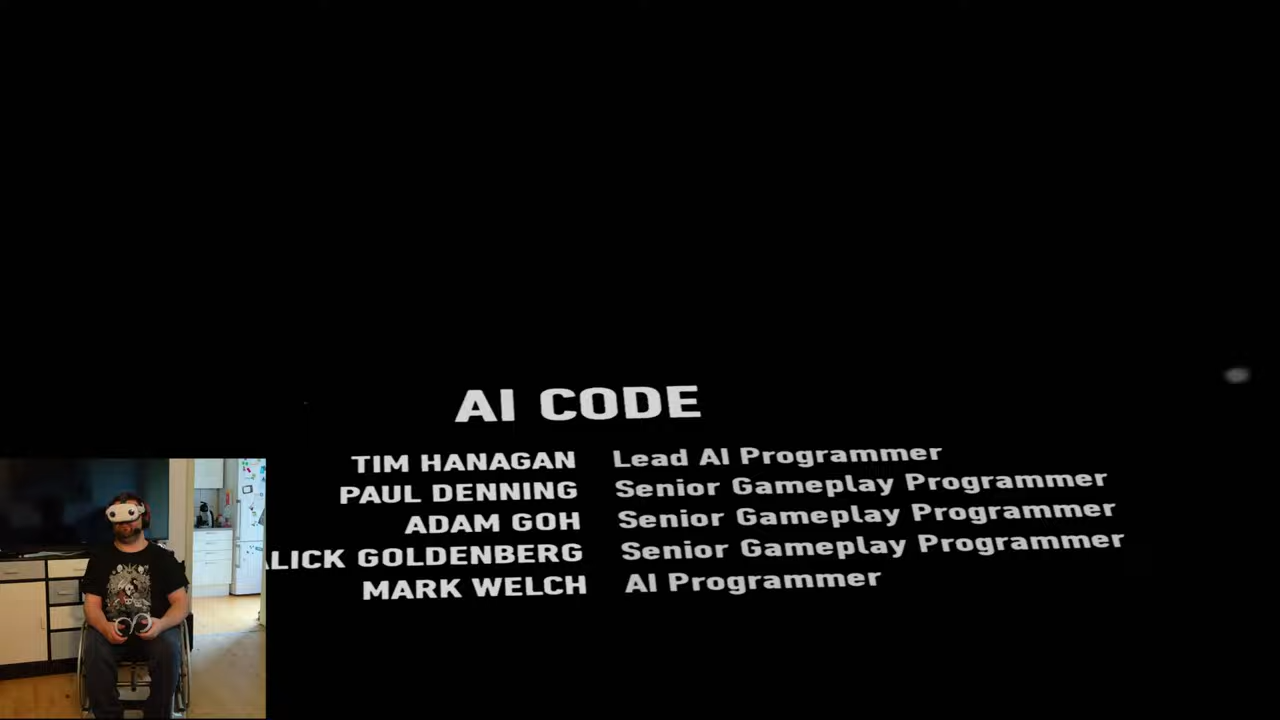 AI CODE
TIM HANAGAN Lead AI Programmer
PAUL DENNING Senior Gameplay Programmer
ADAM GOH Senior Gameplay Programmer
LICK GOLDENBERG Senior Gameplay Programmer
MARK WELCH AI Programmer